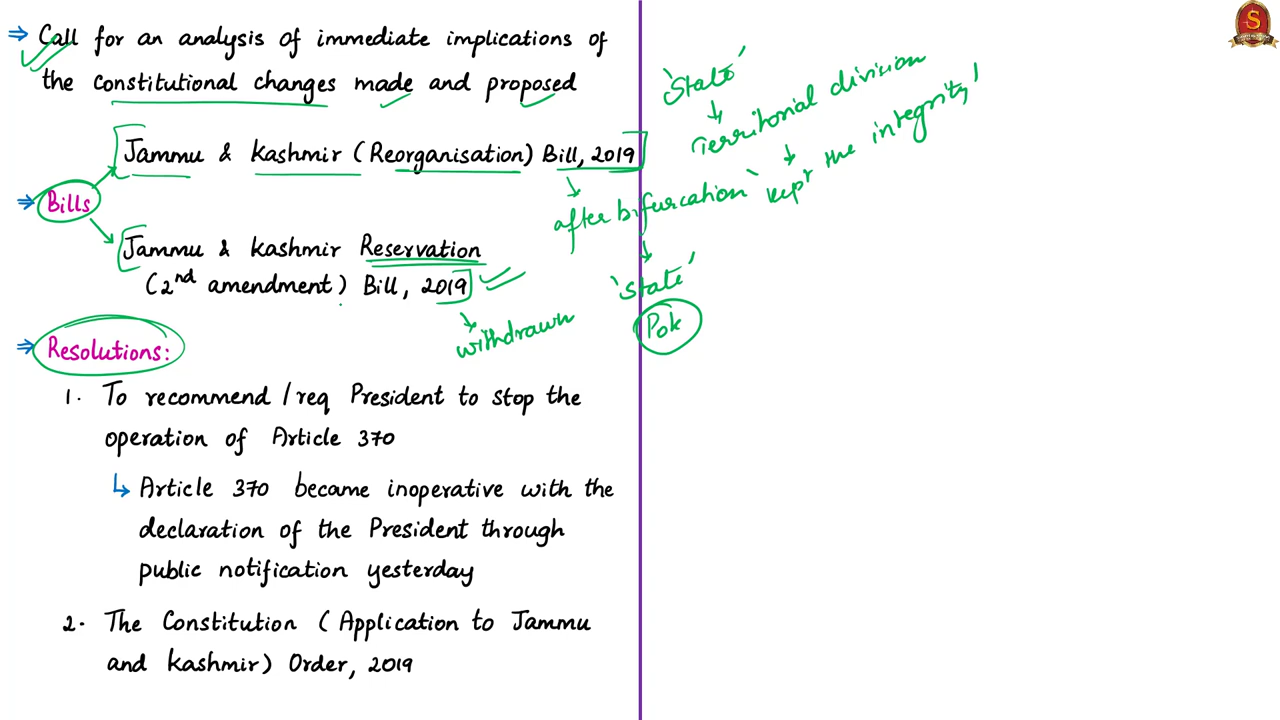 ⇒ Call for an analysis of immediate implications of
the constitutional changes made and proposed
Jammu & Kashmir (Reorganisation) Bill, 2019
⇒ Bills
Jammu & Kashmir Reservation
(2nd amendment) Bill, 2019
⇒ Resolutions:
1. To recommend /req President to stop the
operation of Article 370
↳ Article 370 became inoperative with the
declaration of the President through
public notification yesterday
2. The Constitution (Application to Jammu
and Kashmir) Order, 2019
'State'
↓
Territorial division
↓
rept the integrity'
↓
after bifurcation
↓
'State'
Pok
↓
withdrawn
S